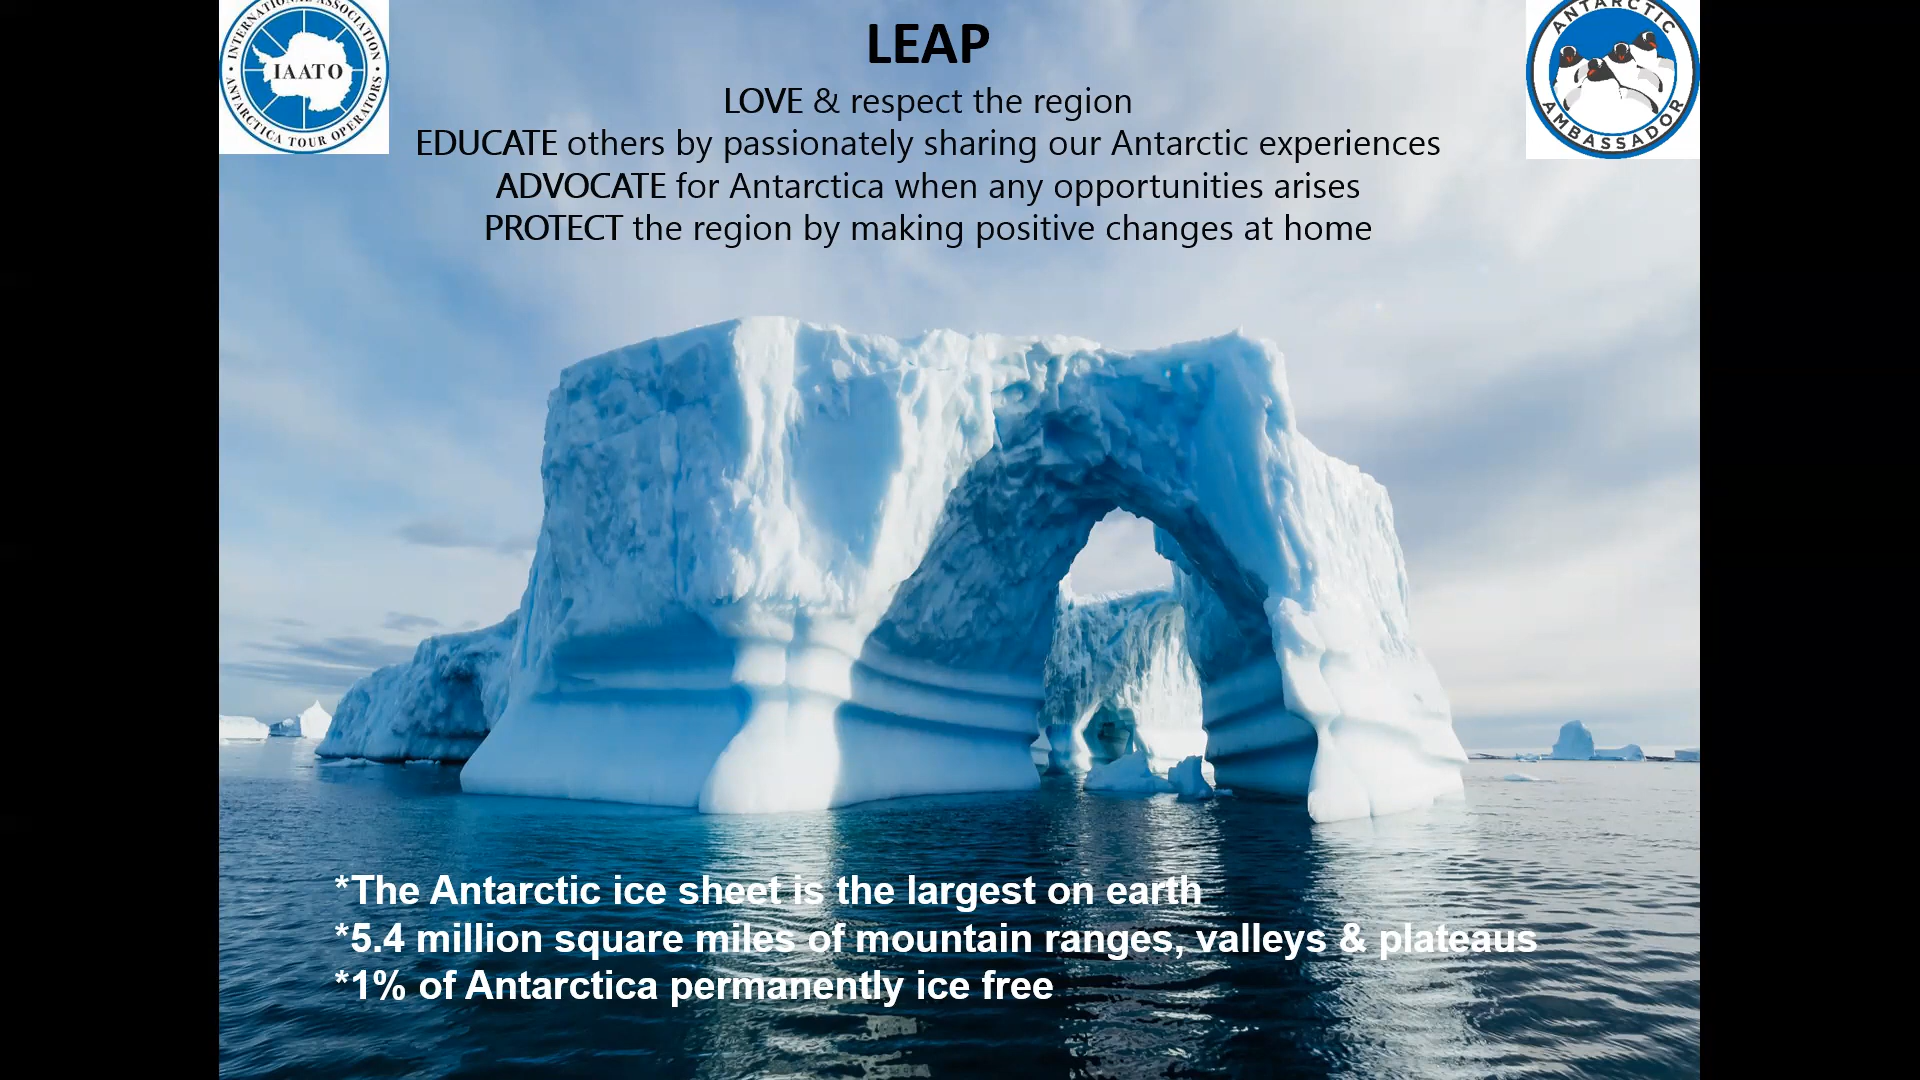 INTERNATIONAL ASSOCIATION
IAATO
ANTARCTICA TOUR OPERATORS
LEAP
LOVE & respect the region
EDUCATE others by passionately sharing our Antarctic experiences
ADVOCATE for Antarctica when any opportunities arises
PROTECT the region by making positive changes at home
ANTARCTIC
AMBASSADOR
*The Antarctic ice sheet is the largest on earth
*5.4 million square miles of mountain ranges, valleys & plateaus
*1% of Antarctica permanently ice free